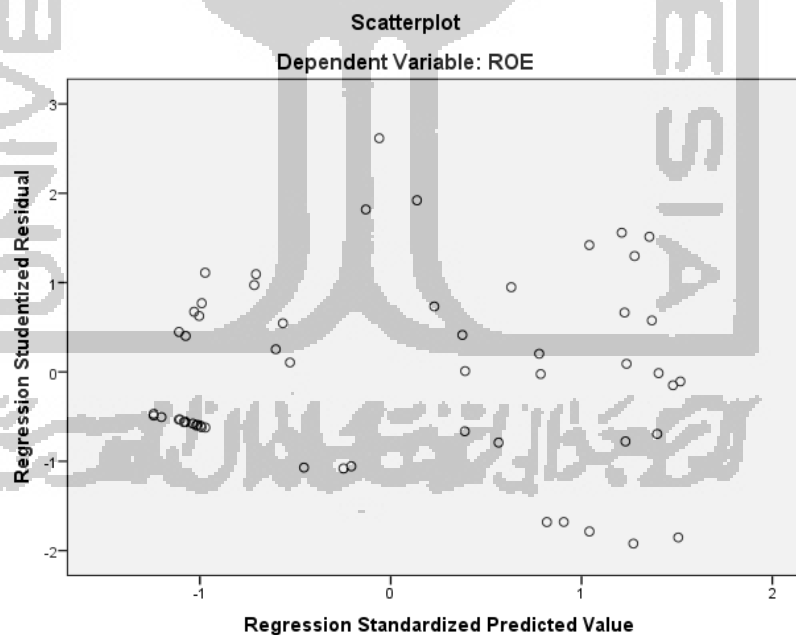 Scatterplot
Dependent Variable: ROE
Regression Studentized Residual
3
2
1
0
-1
-2
-1
0
1
2
Regression Standardized Predicted Value
ESIA